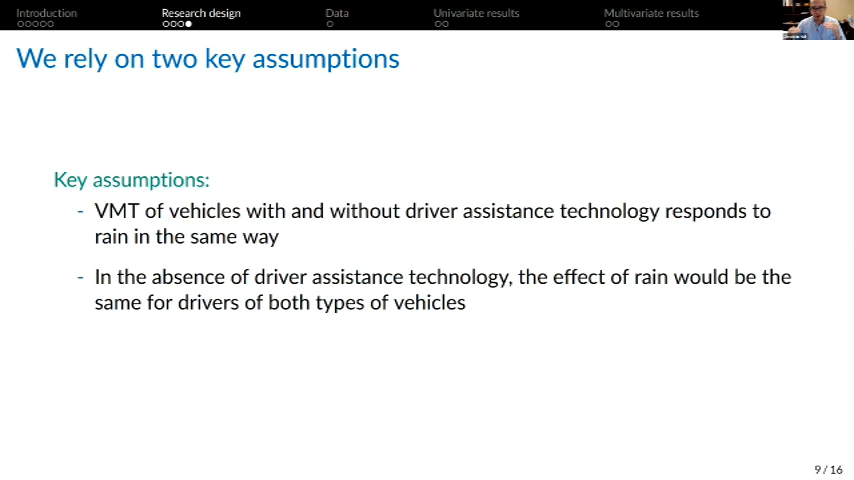 Introduction
Research design
Data
Univariate results
Multivariate results
We rely on two key assumptions
Key assumptions:
- VMT of vehicles with and without driver assistance technology responds to
rain in the same way
- In the absence of driver assistance technology, the effect of rain would be the
same for drivers of both types of vehicles
9 / 16